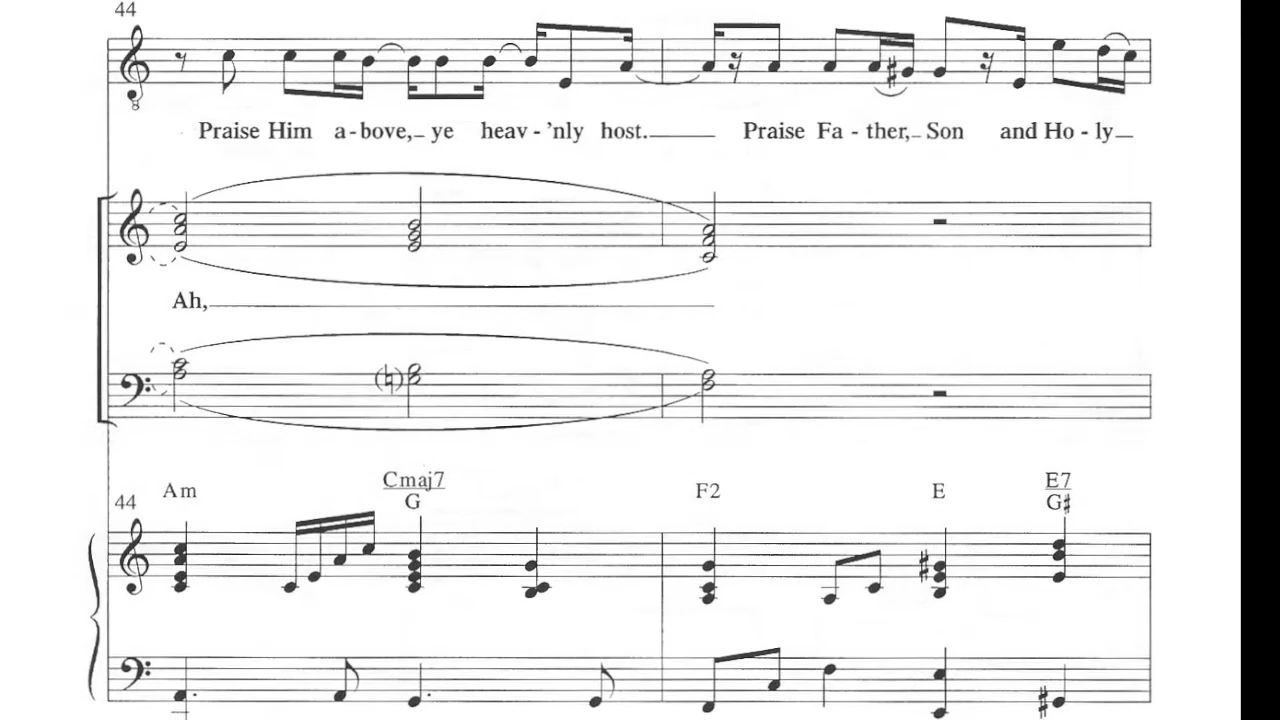 44
8
Praise Him a-bove, ye heav-'nly host. Praise Fa-ther, Son and Ho-ly
Ah,
Am Cmaj7/G F2 E E7/G♯
44